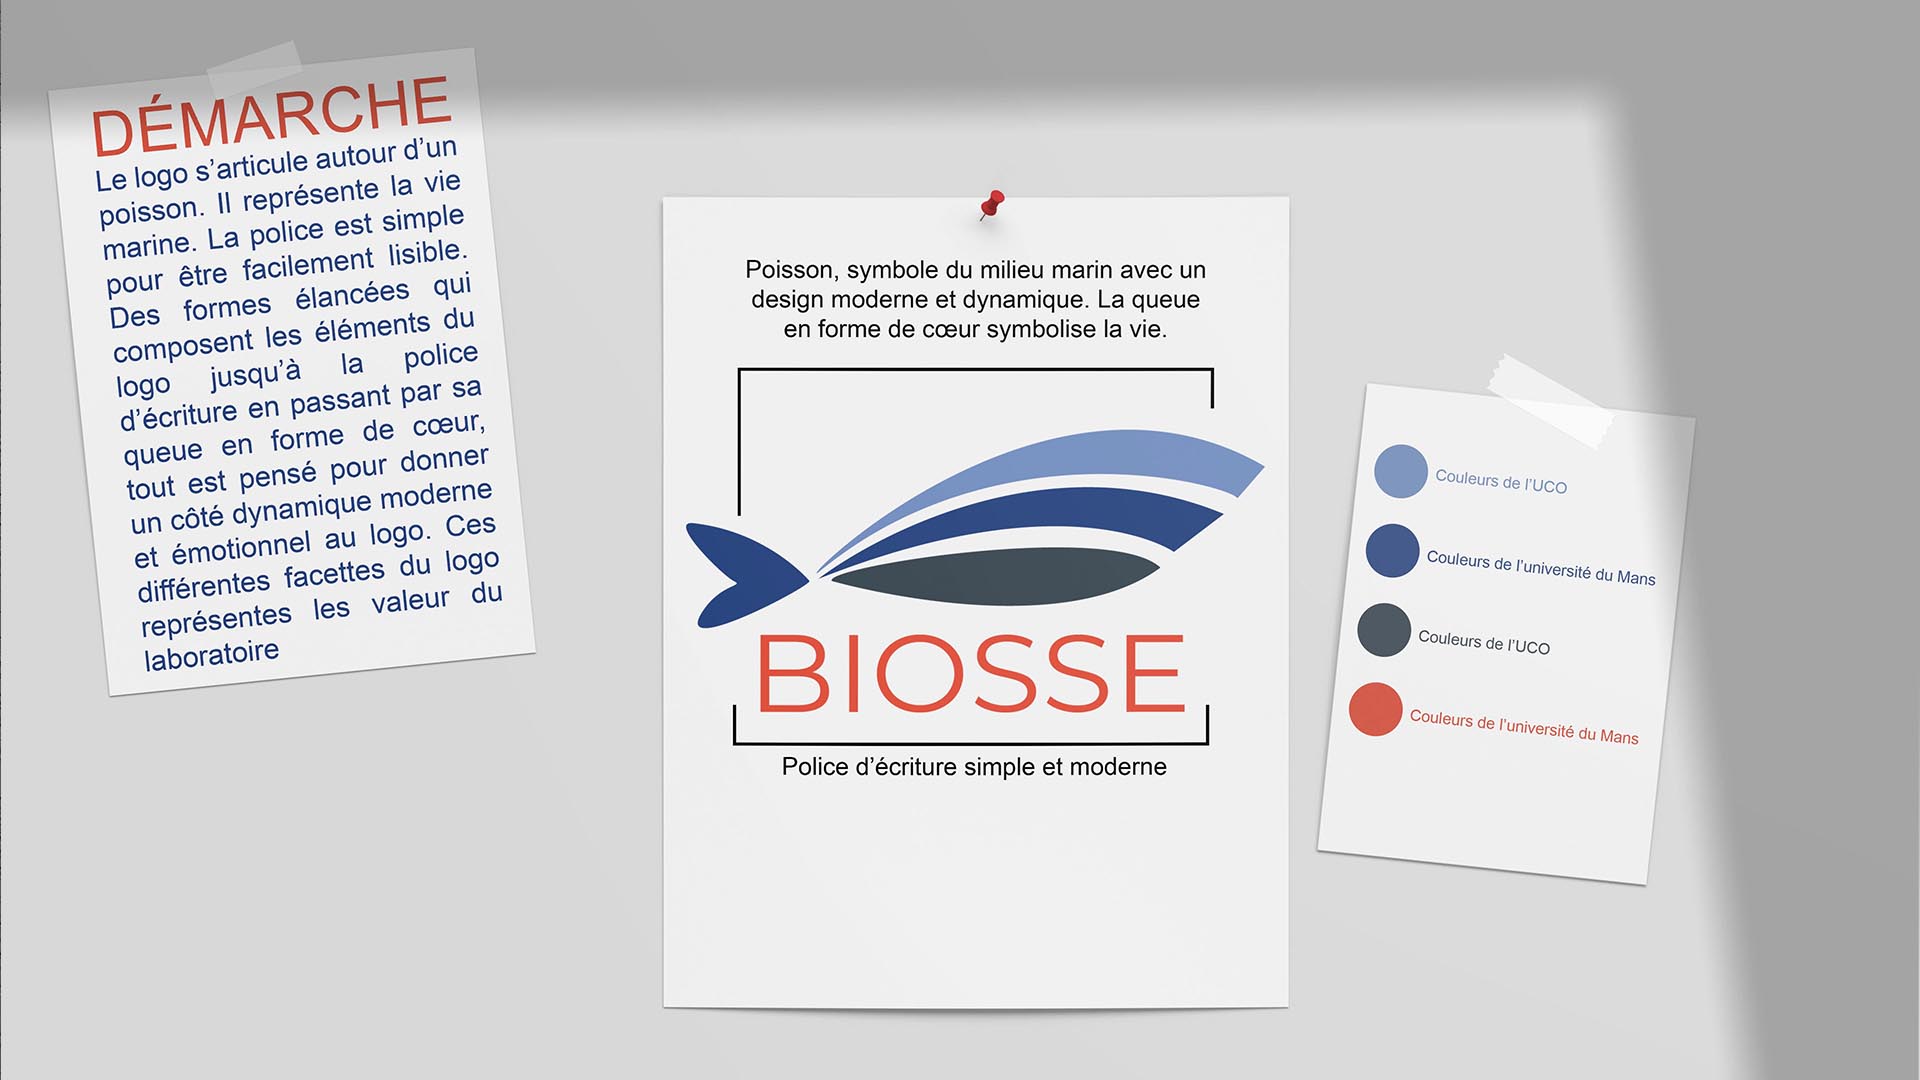 DÉMARCHE
Le logo s’articule autour d’un
poisson. Il représente la vie
marine. La police est simple
pour être facilement lisible.
Des formes élancées qui
composent les éléments du
logo jusqu’à la police
d’écriture en passant par sa
queue en forme de cœur,
tout est pensé pour donner
un côté dynamique moderne
et émotionnel au logo. Ces
différentes facettes du logo
représentes les valeur du
laboratoire
Poisson, symbole du milieu marin avec un
design moderne et dynamique. La queue
en forme de cœur symbolise la vie.
BIOSSE
Police d’écriture simple et moderne
Couleurs de l’UCO
Couleurs de l’université du Mans
Couleurs de l’UCO
Couleurs de l’université du Mans